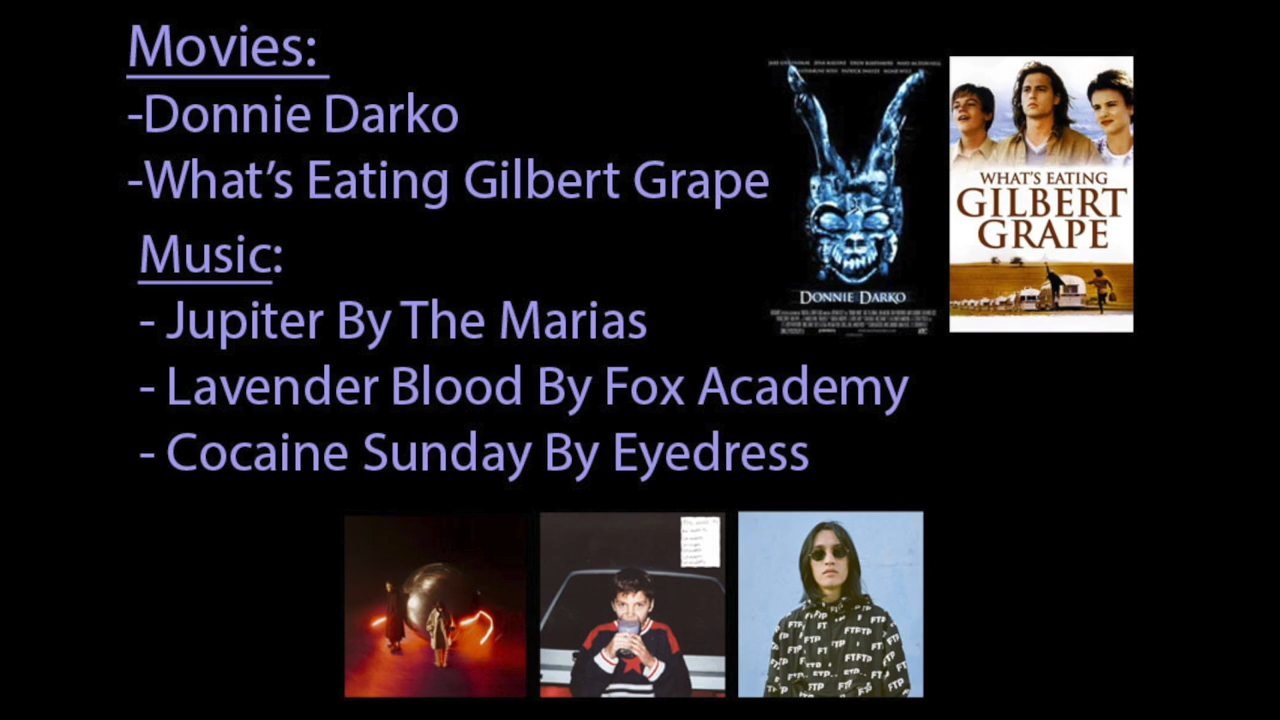 Movies:
-Donnie Darko
-What's Eating Gilbert Grape
Music:
- Jupiter By The Marias
- Lavender Blood By Fox Academy
- Cocaine Sunday By Eyedress
DONNIE DARKO
WHAT'S EATING
GILBERT
GRAPE
FTP